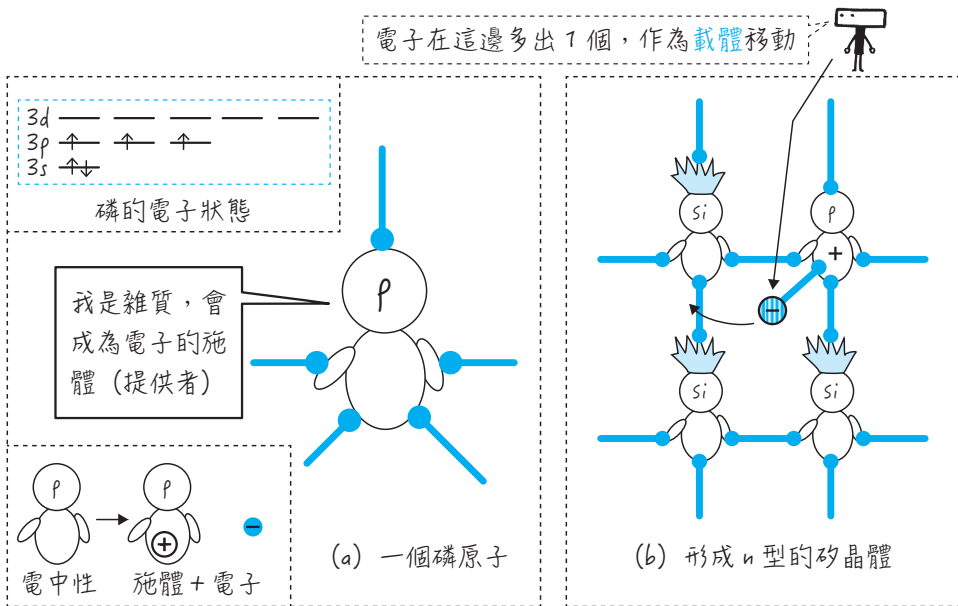 電子在這邊多出1個，作為載體移動
3d
3p
3s
磷的電子狀態
P
我是雜質，會
成為電子的施
體（提供者）
P
P
+
−
電中性
施體 + 電子
(a) 一個磷原子
Si
P
+
−
Si
Si
(b) 形成 n 型的矽晶體